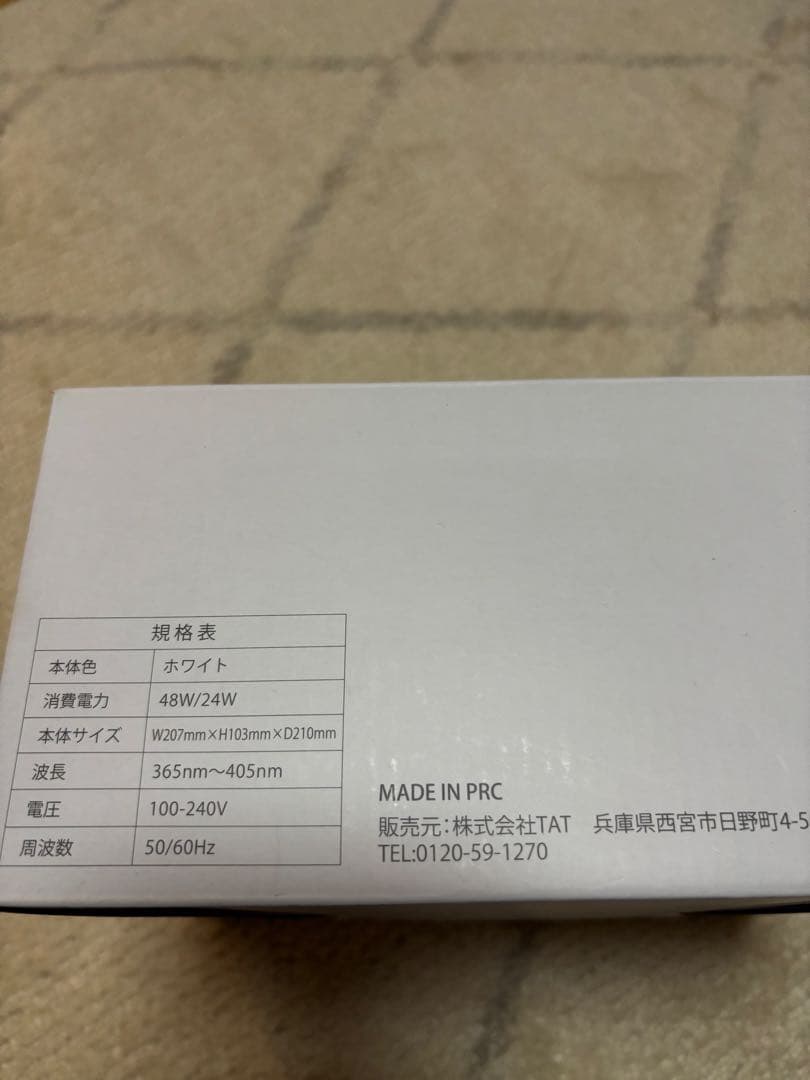 規格表
本体色 ホワイト
消費電力 48W/24W
本体サイズ W207mm×H103mm×D210mm
波長 365nm～405nm
電圧 100-240V
周波数 50/60Hz
MADE IN PRC
販売元：株式会社TAT 兵庫県西宮市日野町4-5
TEL:0120-59-1270